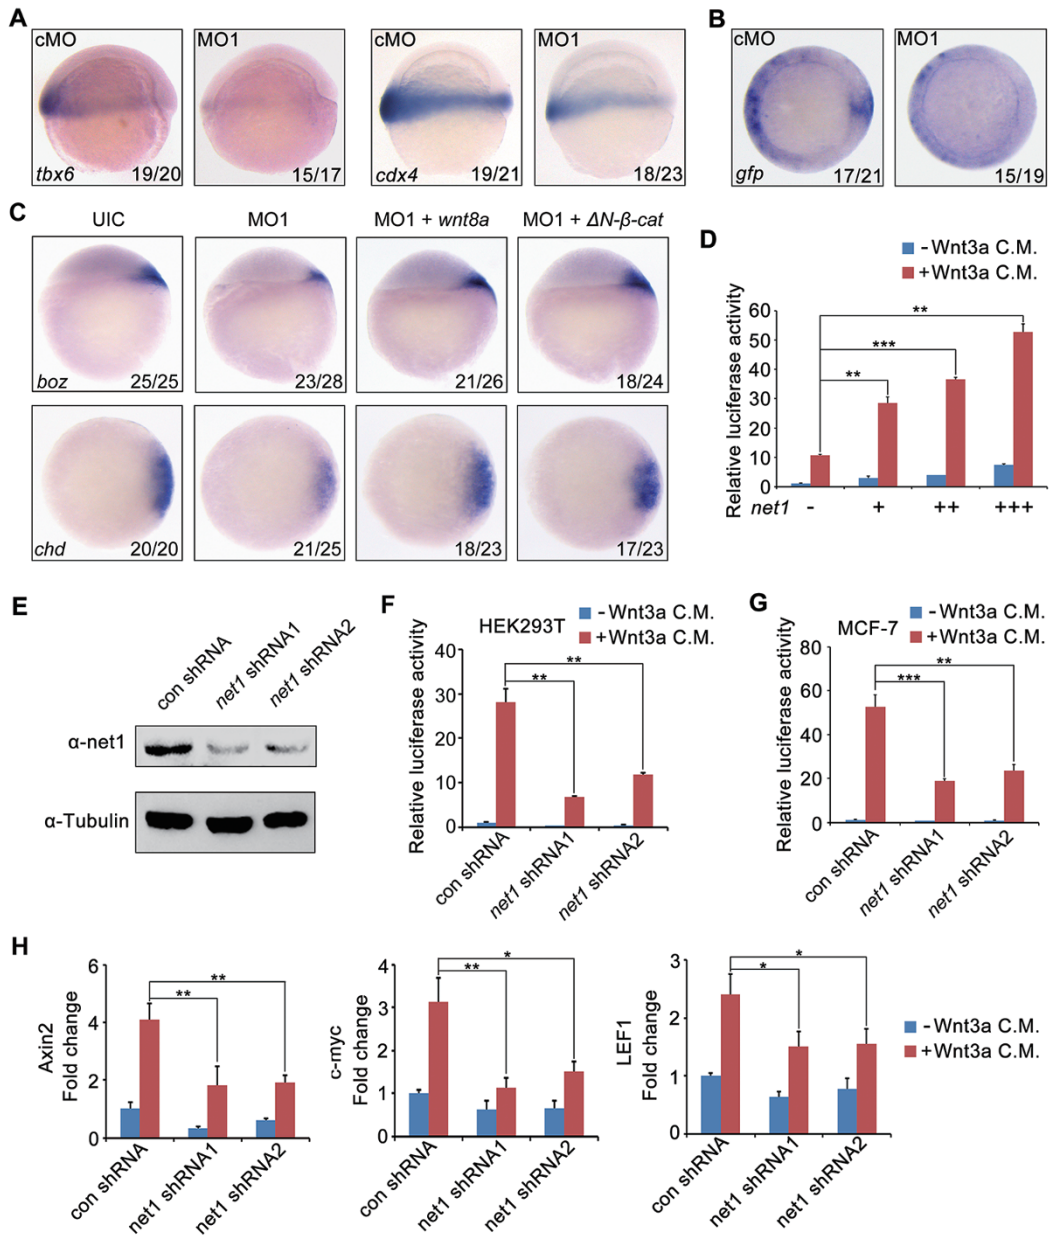 A
cMO
MO1
cMO
MO1
tbx6
19/20
15/17
cdx4
19/21
18/23
B
cMO
MO1
gfp
17/21
15/19
C
UIC
MO1
MO1 + wnt8a
MO1 + ΔN-β-cat
boz
25/25
23/28
21/26
18/24
chd
20/20
21/25
18/23
17/23
D
-Wnt3a C.M.
+Wnt3a C.M.
Relative luciferase activity
60
50
40
30
20
10
0
**
***
**
net1 - + ++ +++
E
con shRNA
net1 shRNA1
net1 shRNA2
α-net1
α-Tubulin
F
-Wnt3a C.M.
+Wnt3a C.M.
HEK293T
Relative luciferase activity
40
30
20
10
0
**
**
con shRNA
net1 shRNA1
net1 shRNA2
G
-Wnt3a C.M.
+Wnt3a C.M.
MCF-7
Relative luciferase activity
80
60
40
20
0
**
***
con shRNA
net1 shRNA1
net1 shRNA2
H
Axin2
Fold change
6
4
2
0
**
**
con shRNA
net1 shRNA1
net1 shRNA2
c-myc
Fold change
4
3
2
1
0
*
**
con shRNA
net1 shRNA1
net1 shRNA2
LEF1
Fold change
3
2
1
0
*
*
con shRNA
net1 shRNA1
net1 shRNA2
-Wnt3a C.M.
+Wnt3a C.M.